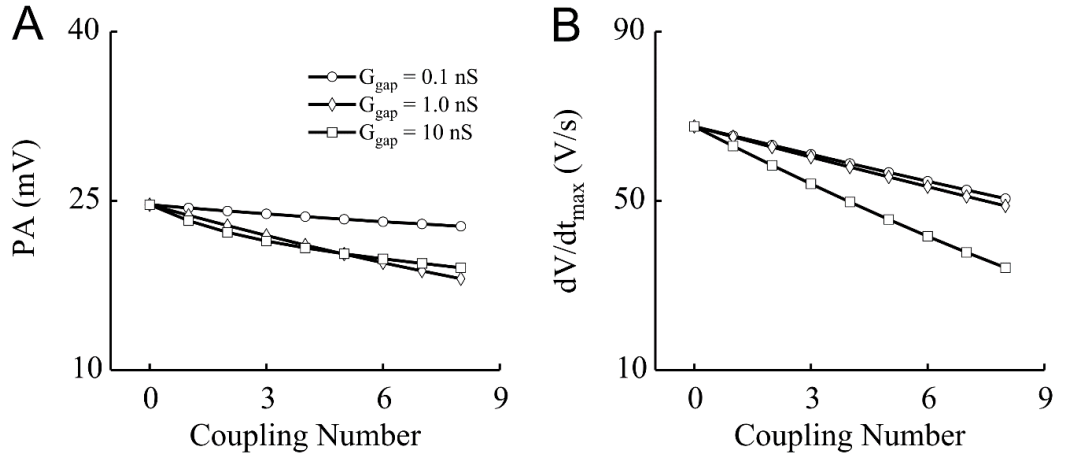 A
40
25
10
PA (mV)
G_gap = 0.1 nS
G_gap = 1.0 nS
G_gap = 10 nS
0 3 6 9
Coupling Number
B
90
50
10
dV/dt_max (V/s)
0 3 6 9
Coupling Number